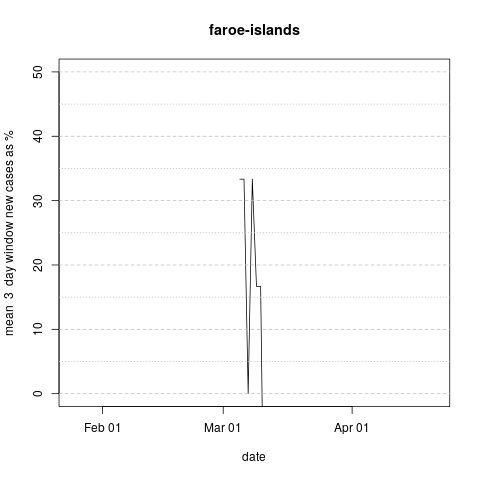 faroe-islands
mean  3  day window new cases as %
50
40
30
20
10
0
Feb 01
Mar 01
Apr 01
date